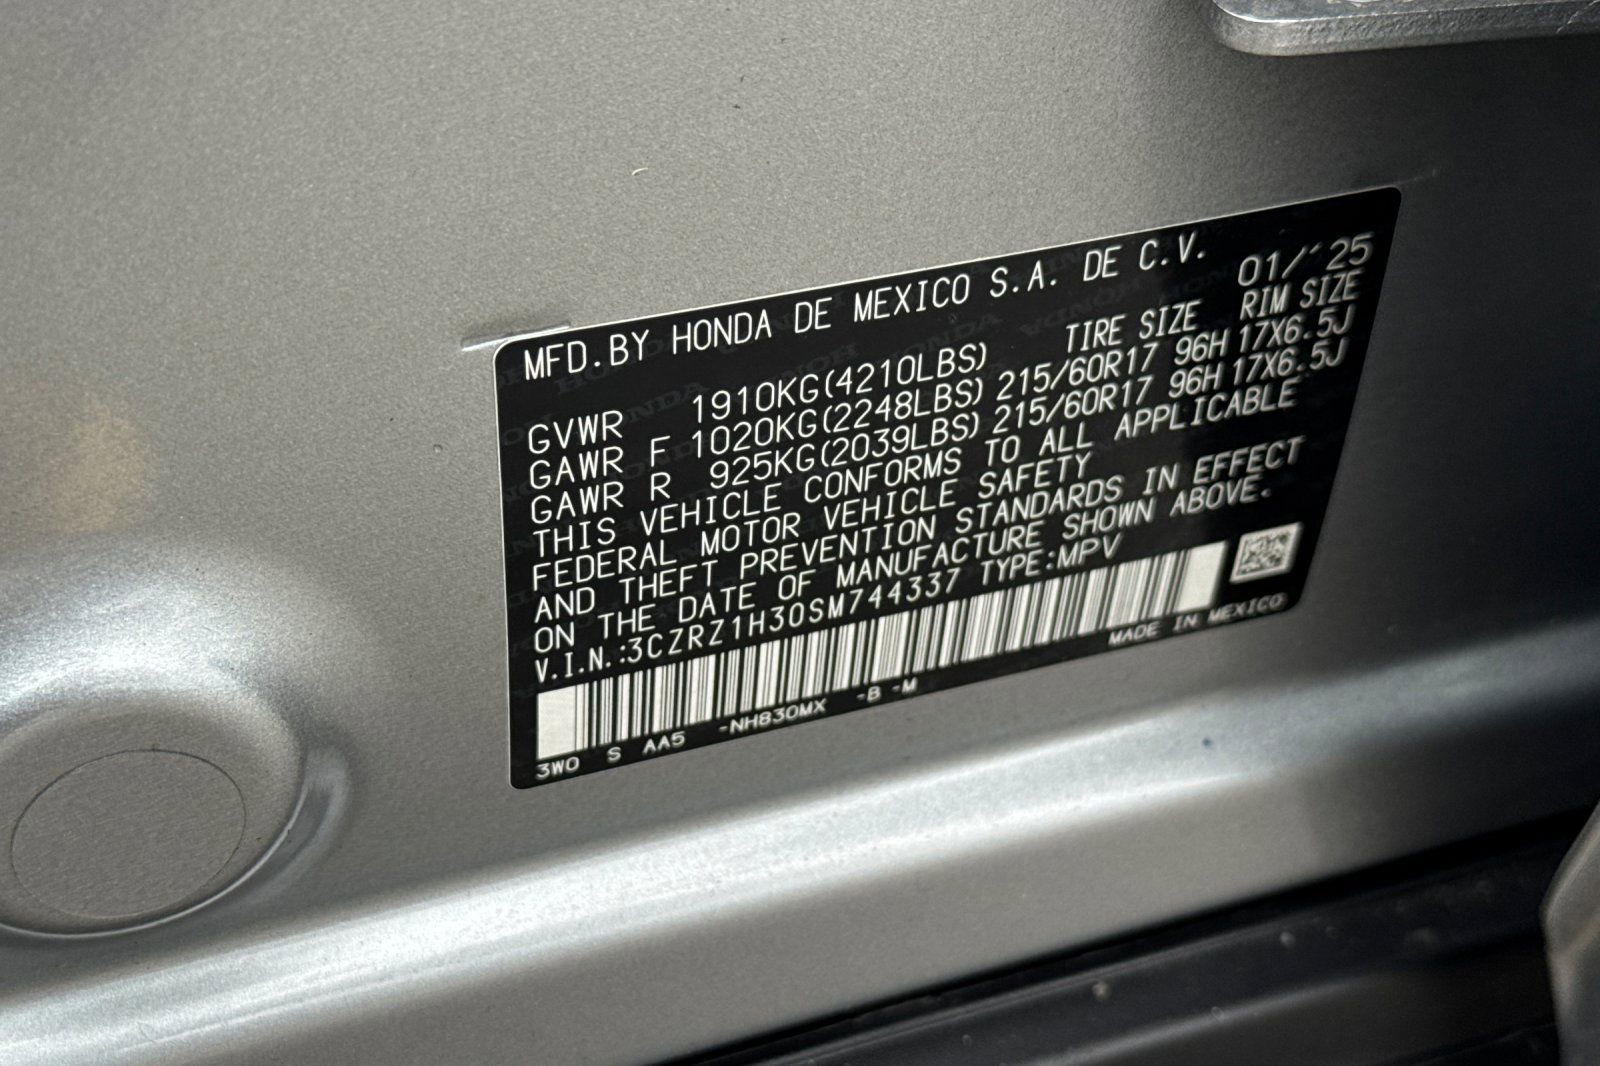 MFD.BY HONDA DE MEXICO S.A. DE C.V. 01/25
TIRE SIZE RIM SIZE
GVWR 1910KG(4210LBS)
GAWR F 1020KG(2248LBS) 215/60R17 96H 17X6.5J
GAWR R 925KG(2039LBS) 215/60R17 96H 17X6.5J
THIS VEHICLE CONFORMS TO ALL APPLICABLE
FEDERAL MOTOR VEHICLE SAFETY
AND THEFT PREVENTION STANDARDS IN EFFECT
ON THE DATE OF MANUFACTURE SHOWN ABOVE.
V.I.N.:3CZRZ1H30SM744337 TYPE:MPV
MADE IN MEXICO
3W0 S AA5 -NH830MX -B -M